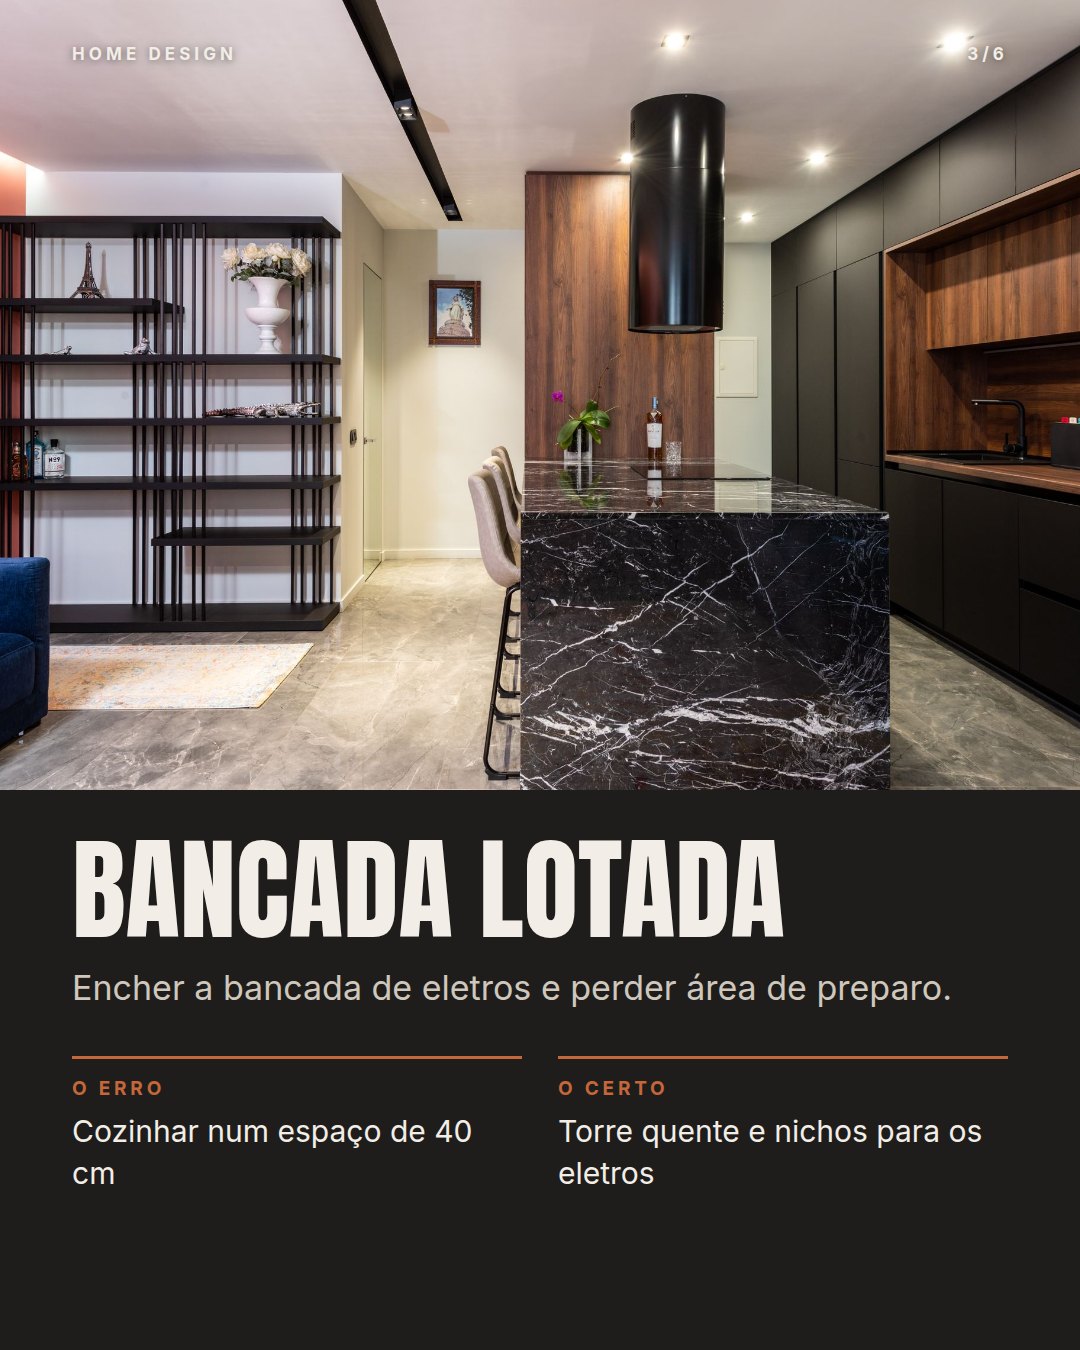 HOME DESIGN
3/6
BANCADA LOTADA
Encher a bancada de eletros e perder área de preparo.
O ERRO
Cozinhar num espaço de 40
cm
O CERTO
Torre quente e nichos para os
eletros